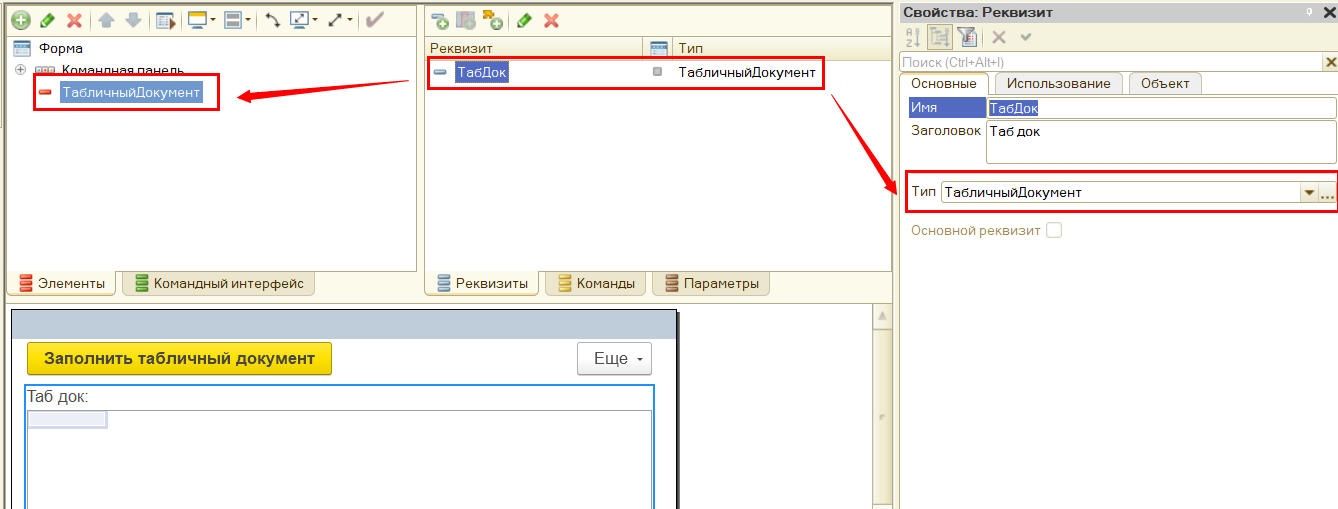 Форма
Командная панель
ТабличныйДокумент
Элементы
Командный интерфейс
Реквизит
Тип
ТабДок
ТабличныйДокумент
Реквизиты
Команды
Параметры
Заполнить табличный документ
Еще
Таб док:
Свойства: Реквизит
Поиск (Ctrl+Alt+I)
Основные
Использование
Объект
Имя
ТабДок
Заголовок
Таб док
Тип
ТабличныйДокумент
...
Основной реквизит